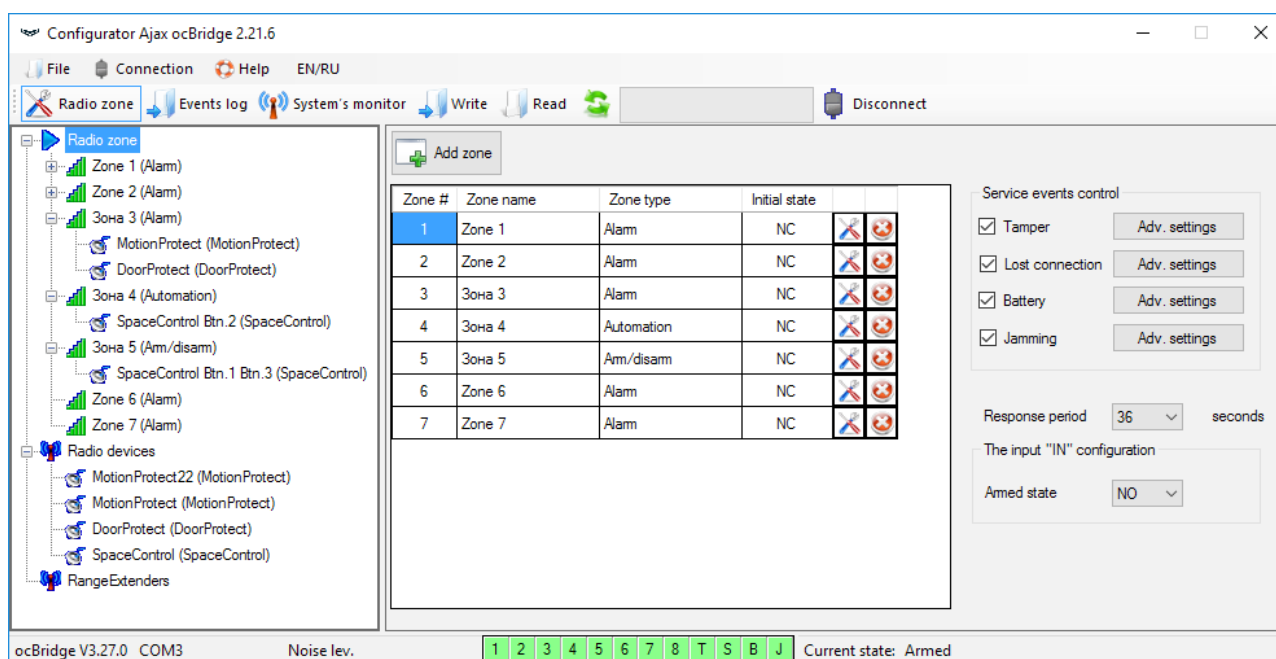 Configurator Ajax ocBridge 2.21.6
File Connection Help EN/RU
Radio zone Events log System's monitor Write Read Disconnect
Radio zone
Zone 1 (Alarm)
Zone 2 (Alarm)
Зона 3 (Alarm)
MotionProtect (MotionProtect)
DoorProtect (DoorProtect)
Зона 4 (Automation)
SpaceControl Btn.2 (SpaceControl)
Зона 5 (Arm/disarm)
SpaceControl Btn.1 Btn.3 (SpaceControl)
Zone 6 (Alarm)
Zone 7 (Alarm)
Radio devices
MotionProtect22 (MotionProtect)
MotionProtect (MotionProtect)
DoorProtect (DoorProtect)
SpaceControl (SpaceControl)
RangeExtenders
Add zone
Zone # Zone name Zone type Initial state
1 Zone 1 Alarm NC
2 Zone 2 Alarm NC
3 Зона 3 Alarm NC
4 Зона 4 Automation NC
5 Зона 5 Arm/disarm NC
6 Zone 6 Alarm NC
7 Zone 7 Alarm NC
Service events control
Tamper Adv. settings
Lost connection Adv. settings
Battery Adv. settings
Jamming Adv. settings
Response period 36 seconds
The input "IN" configuration
Armed state NO
ocBridge V3.27.0 COM3 Noise lev. 1 2 3 4 5 6 7 8 T S B J Current state: Armed